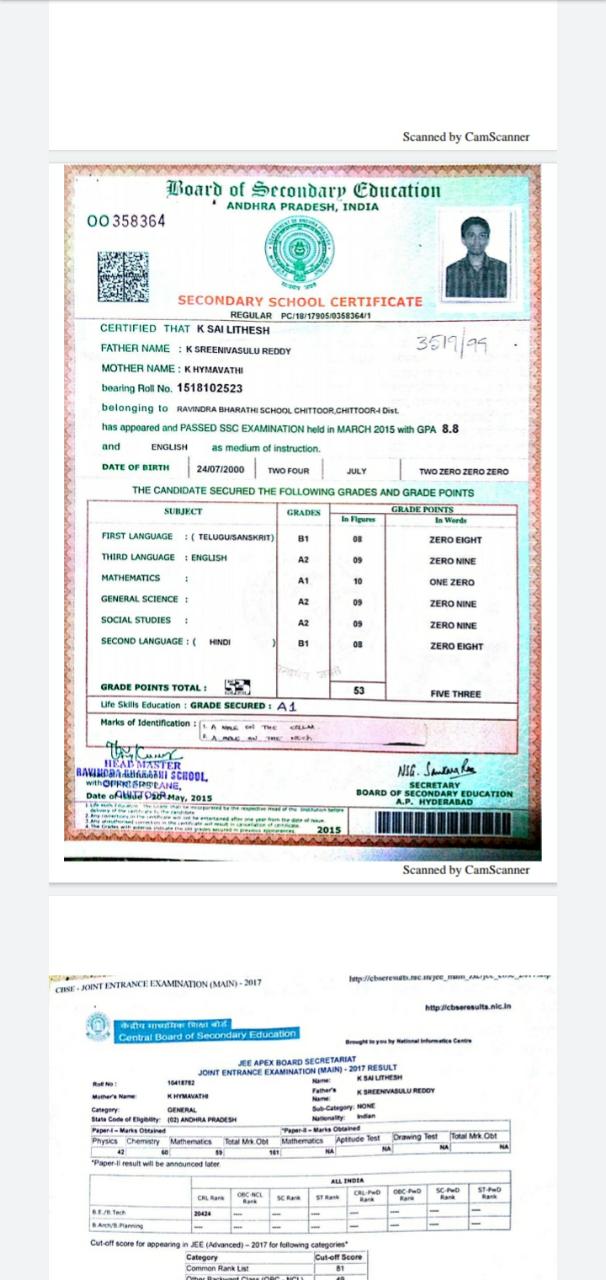 Scanned by CamScanner
Board of Secondary Education
ANDHRA PRADESH, INDIA
OO 358364
SECONDARY SCHOOL CERTIFICATE
REGULAR PC/18/17905/0358364/1
CERTIFIED THAT K SAI LITHESH
3519/99
FATHER NAME : K SREENIVASULU REDDY
MOTHER NAME : K HYMAVATHI
bearing Roll No. 1518102523
belonging to RAVINDRA BHARATHI SCHOOL CHITTOOR,CHITTOOR-I Dist.
has appeared and PASSED SSC EXAMINATION held in MARCH 2015 with GPA 8.8
and ENGLISH as medium of instruction.
DATE OF BIRTH 24/07/2000 TWO FOUR JULY TWO ZERO ZERO ZERO
THE CANDIDATE SECURED THE FOLLOWING GRADES AND GRADE POINTS
SUBJECT GRADES GRADE POINTS
In Figures In Words
FIRST LANGUAGE : ( TELUGU/SANSKRIT) B1 08 ZERO EIGHT
THIRD LANGUAGE : ENGLISH A2 09 ZERO NINE
MATHEMATICS : A1 10 ONE ZERO
GENERAL SCIENCE : A2 09 ZERO NINE
SOCIAL STUDIES : A2 09 ZERO NINE
SECOND LANGUAGE : ( HINDI ) B1 08 ZERO EIGHT
GRADE POINTS TOTAL : 53 FIVE THREE
Life Skills Education : GRADE SECURED : A1
Marks of Identification : 1. A MOLE ON THE COLLAR
2. A MOLE ON THE NECK
HEAD MASTER
RAVINDRA BHARATHI SCHOOL,
OFFICERS LANE,
CHITTOOR
SECRETARY
BOARD OF SECONDARY EDUCATION
A.P. HYDERABAD
Date of Issue : 20 May, 2015
2015
Scanned by CamScanner
CBSE - JOINT ENTRANCE EXAMINATION (MAIN) - 2017
http://cbseresults.nic.in
केन्द्रीय माध्यमिक शिक्षा बोर्ड
Central Board of Secondary Education
Brought to you by National Informatics Centre
JEE APEX BOARD SECRETARIAT
JOINT ENTRANCE EXAMINATION (MAIN) - 2017 RESULT
Roll No : 16418782 Name: K SAI LITHESH
Mother's Name: K HYMAVATHI Father's Name: K SREENIVASULU REDDY
Category: GENERAL Sub-Category: NONE
State Code of Eligibility: (02) ANDHRA PRADESH Nationality: Indian
Paper-I – Marks Obtained *Paper-II – Marks Obtained
Physics Chemistry Mathematics Total Mrk.Obt Mathematics Aptitude Test Drawing Test Total Mrk.Obt
42 60 59 161 NA NA NA NA
*Paper-II result will be announced later.
ALL INDIA
CRL Rank OBC-NCL Rank SC Rank ST Rank CRL-PwD Rank OBC-PwD Rank SC-PwD Rank ST-PwD Rank
B.E./B.Tech 20424 ---- ---- ---- ---- ---- ---- ----
B.Arch/B.Planning ---- ---- ---- ---- ---- ---- ---- ----
Cut-off score for appearing in JEE (Advanced) – 2017 for following categories*
Category Cut-off Score
Common Rank List 81
Other Backward Class (OBC - NCL) 49